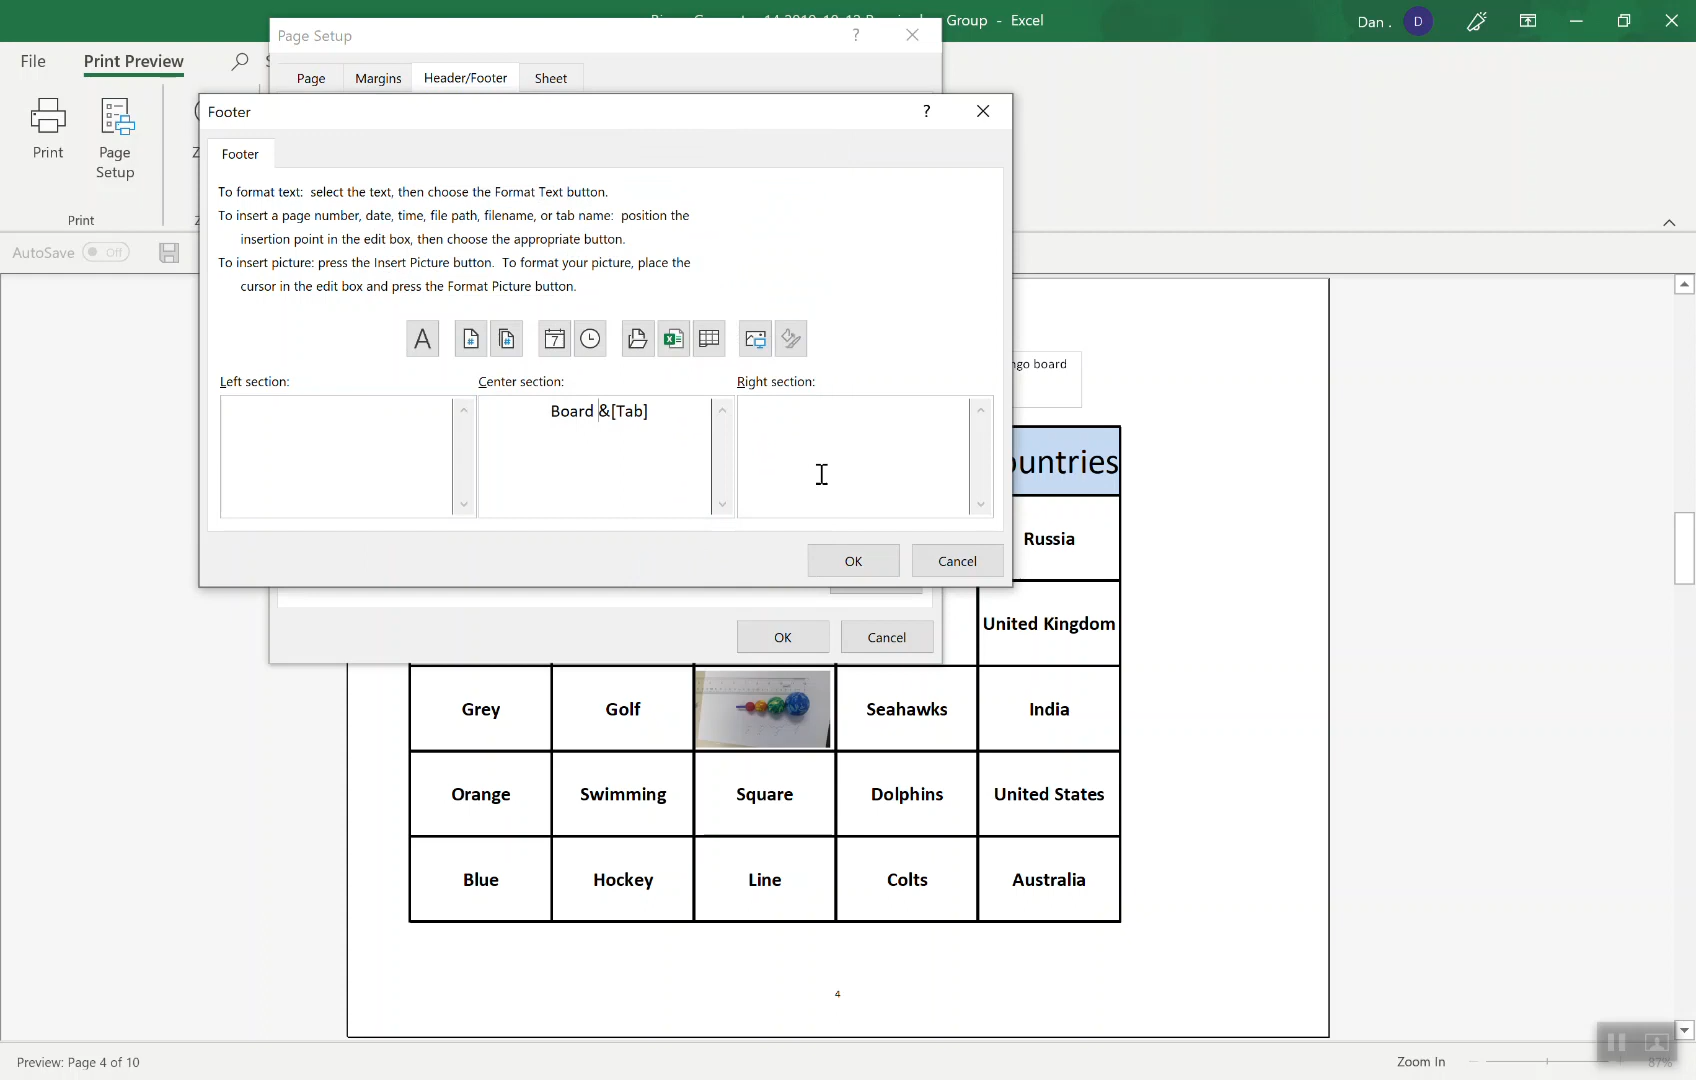 Group - Excel
Dan .
D
Page Setup
?
File
Print Preview
Page
Margins
Header/Footer
Sheet
Print
Page
Setup
Print
AutoSave
Off
Footer
?
Footer
To format text: select the text, then choose the Format Text button.
To insert a page number, date, time, file path, filename, or tab name: position the
insertion point in the edit box, then choose the appropriate button.
To insert picture: press the Insert Picture button. To format your picture, place the
cursor in the edit box and press the Format Picture button.
A
7
Left section:
Center section:
Right section:
Board &[Tab]
OK
Cancel
OK
Cancel
board
Russia
United Kingdom
Grey
Golf
Seahawks
India
Orange
Swimming
Square
Dolphins
United States
Blue
Hockey
Line
Colts
Australia
4
Preview: Page 4 of 10
Zoom In
87%